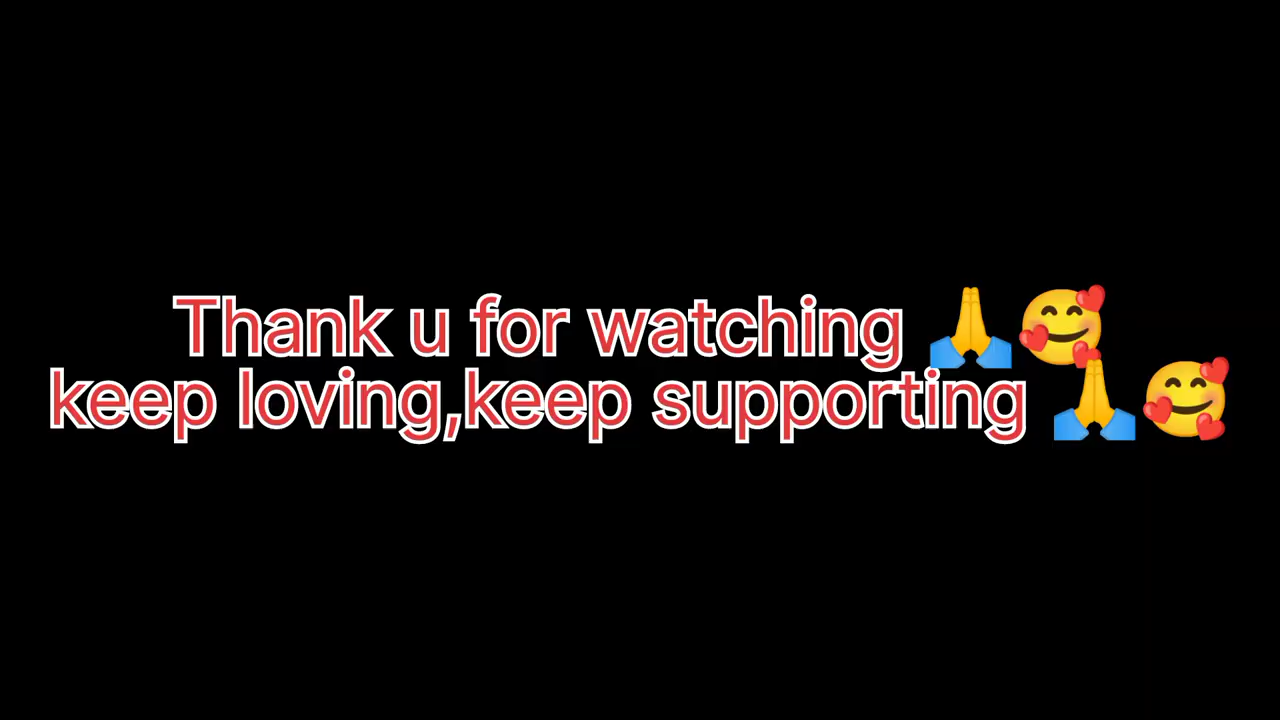 Thank u for watching 🙏🥰
keep loving,keep supporting 🙏🥰